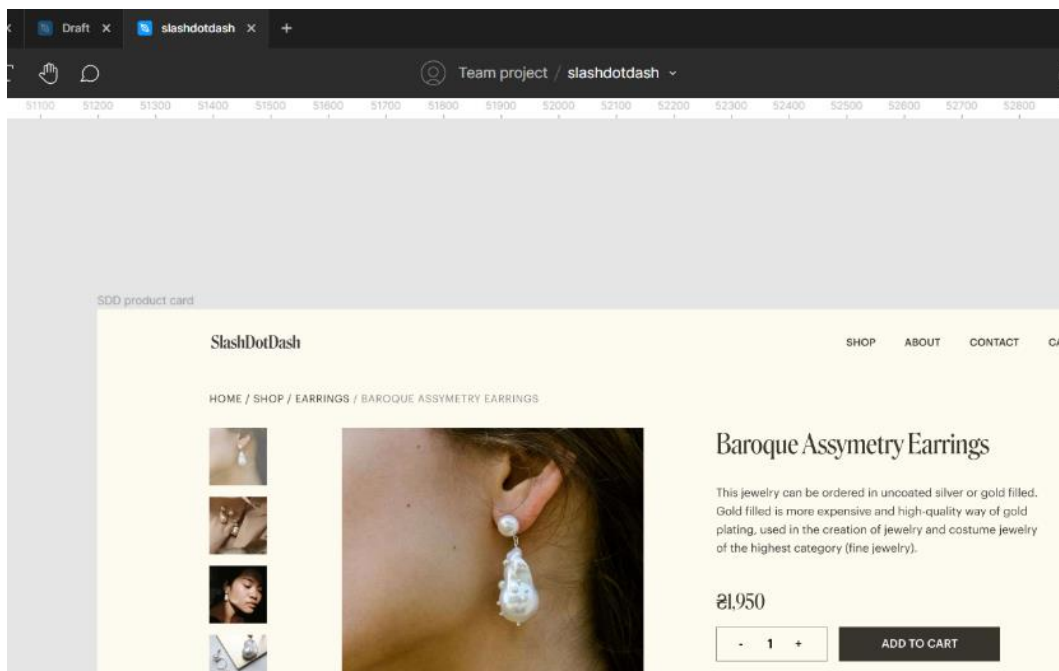 Draft
slashdotdash
Team project / slashdotdash
51100 51200 51300 51400 51500 51600 51700 51800 51900 52000 52100 52200 52300 52400 52500 52600 52700 52800
SDD product card
SlashDotDash
SHOP ABOUT CONTACT
HOME / SHOP / EARRINGS / BAROQUE ASSYMETRY EARRINGS
Baroque Assymetry Earrings
This jewelry can be ordered in uncoated silver or gold filled.
Gold filled is more expensive and high-quality way of gold
plating, used in the creation of jewelry and costume jewelry
of the highest category (fine jewelry).
₴1,950
- 1 +
ADD TO CART